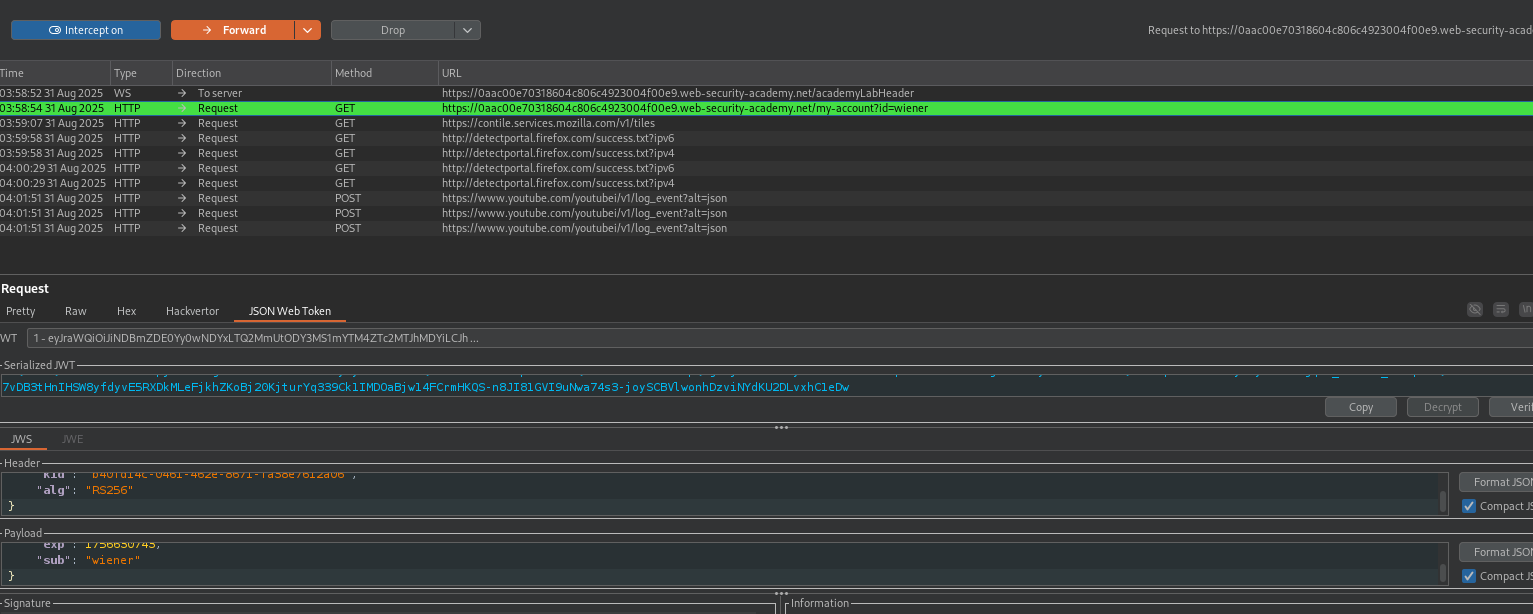 Intercept on Forward Drop Request to https://0aac00e70318604c806c4923004f00e9.web-security-acad
Time Type Direction Method URL
03:58:52 31 Aug 2025 WS → To server https://0aac00e70318604c806c4923004f00e9.web-security-academy.net/academyLabHeader
03:58:54 31 Aug 2025 HTTP → Request GET https://0aac00e70318604c806c4923004f00e9.web-security-academy.net/my-account?id=wiener
03:59:07 31 Aug 2025 HTTP → Request GET https://contile.services.mozilla.com/v1/tiles
03:59:58 31 Aug 2025 HTTP → Request GET http://detectportal.firefox.com/success.txt?ipv6
03:59:58 31 Aug 2025 HTTP → Request GET http://detectportal.firefox.com/success.txt?ipv4
04:00:29 31 Aug 2025 HTTP → Request GET http://detectportal.firefox.com/success.txt?ipv6
04:00:29 31 Aug 2025 HTTP → Request GET http://detectportal.firefox.com/success.txt?ipv4
04:01:51 31 Aug 2025 HTTP → Request POST https://www.youtube.com/youtubei/v1/log_event?alt=json
04:01:51 31 Aug 2025 HTTP → Request POST https://www.youtube.com/youtubei/v1/log_event?alt=json
04:01:51 31 Aug 2025 HTTP → Request POST https://www.youtube.com/youtubei/v1/log_event?alt=json
Request
Pretty Raw Hex Hackvertor JSON Web Token
WT 1 - eyJraWQiOiJiNDBmZDE0Yy0wNDYxLTQ2MmUtODY3MS1mYTM4ZTc2MTJhMDYiLCJh ...
Serialized JWT
7vDB3tHnIHSW8yfdyvE5RXDkMLeFjkhZKoBj2OKjturYq339Ck1IMDOaBjwl4FCrmHKQS-n8JI81GVI9uNwa74s3-joySCBVlwonhDzviNYdKU2DLvxhCleDw
Copy Decrypt Verif
JWS JWE
Header
"kid": "b40fd14c-0461-462e-8671-fa38e7612a06",
"alg": "RS256"
}
Format JSON
Compact JS
Payload
"exp": 1756630743,
"sub": "wiener"
}
Format JSON
Compact JS
Signature Information